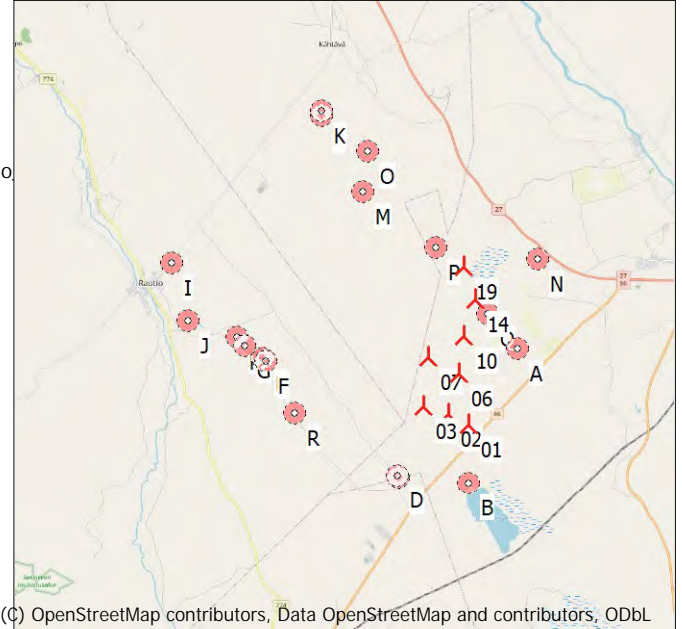 Kähtävä
774
K
O
O
M
27
P
N
I
Rautio
27
86
19
14
J
10
A
G
F
07
06
86
R
03
02
01
D
B
774
(C) OpenStreetMap contributors, Data OpenStreetMap and contributors, ODbL